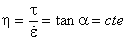 η = τ / ε̇ = tan α = cte